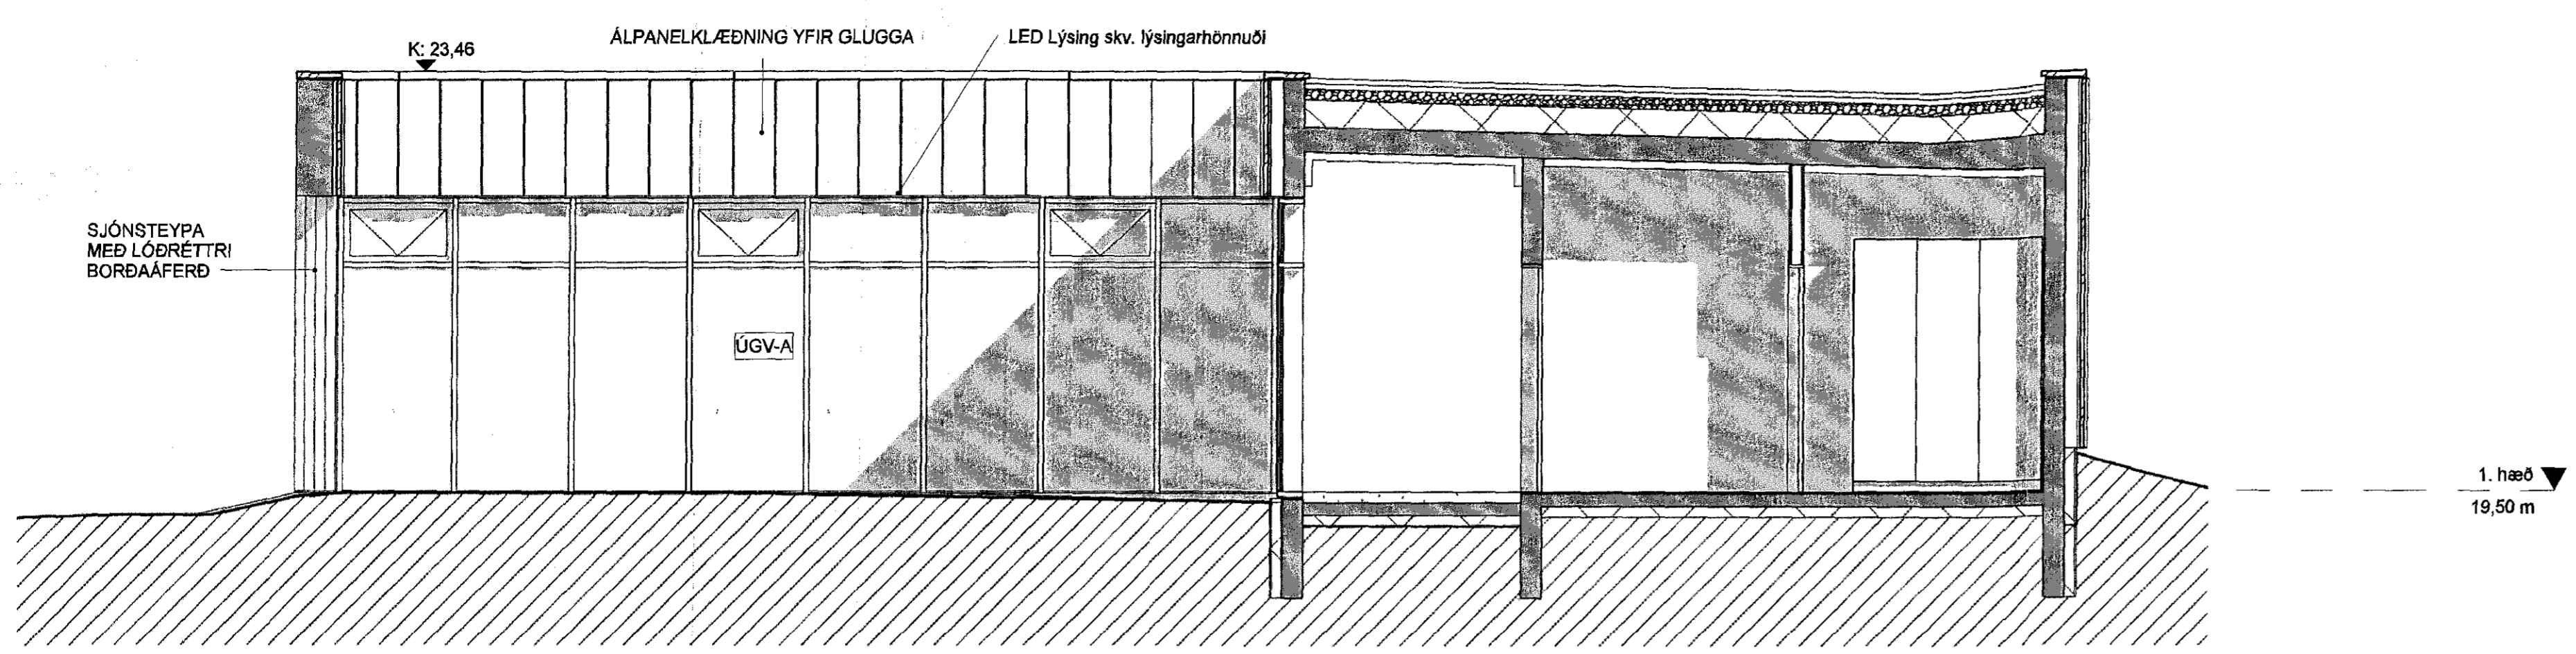 K: 23,46
ÁLPANELKLÆÐNING YFIR GLUGGA
LED Lýsing skv. lýsingarhönnuði
SJÓNSTEYPA
MEÐ LÓÐRÉTTRI
BORÐAÁFERÐ
ÚGV-A
1. hæð
19,50 m